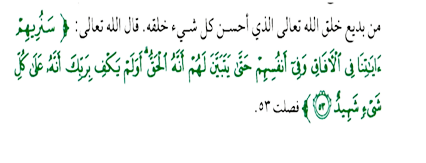 من بديع خلق الله تعالى الذي أحسن كل شيء خلقه. قال الله تعالى: ﴿ سَنُرِيهِمْ
ءَايَٰتِنَا فِى ٱلْءَافَاقِ وَفِىٓ أَنفُسِهِمْ حَتَّىٰ يَتَبَيَّنَ لَهُمْ أَنَّهُ ٱلْحَقُّ ۗ أَوَلَمْ يَكْفِ بِرَبِّكَ أَنَّهُۥ عَلَىٰ كُلِّ
شَىْءٍ شَهِيدٌ ۝٥٣ ﴾ فصلت ٥٣.